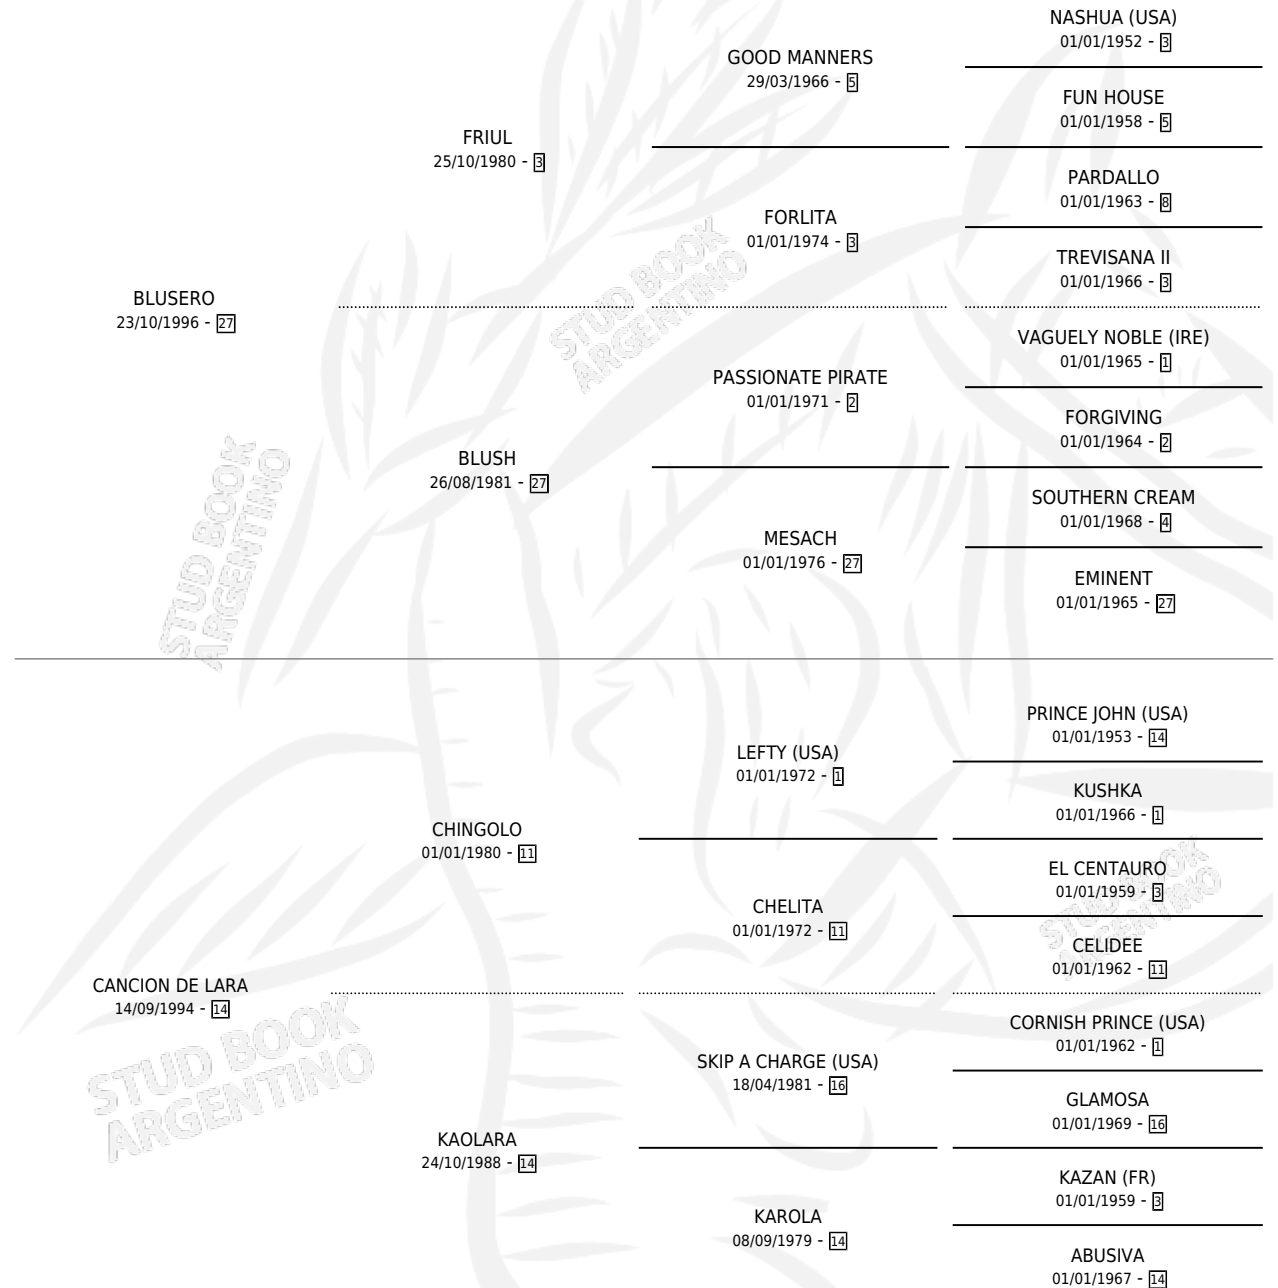 BLUSERO
23/10/1996 - 27
FRIUL
25/10/1980 - 3
GOOD MANNERS
29/03/1966 - 5
NASHUA (USA)
01/01/1952 - 3
FUN HOUSE
01/01/1958 - 5
FORLITA
01/01/1974 - 3
PARDALLO
01/01/1963 - 8
TREVISANA II
01/01/1966 - 3
BLUSH
26/08/1981 - 27
PASSIONATE PIRATE
01/01/1971 - 2
VAGUELY NOBLE (IRE)
01/01/1965 - 1
FORGIVING
01/01/1964 - 2
MESACH
01/01/1976 - 27
SOUTHERN CREAM
01/01/1968 - 4
EMINENT
01/01/1965 - 27
CANCION DE LARA
14/09/1994 - 14
CHINGOLO
01/01/1980 - 11
LEFTY (USA)
01/01/1972 - 1
PRINCE JOHN (USA)
01/01/1953 - 14
KUSHKA
01/01/1966 - 1
CHELITA
01/01/1972 - 11
EL CENTAURO
01/01/1959 - 3
CELIDEE
01/01/1962 - 11
KAOLARA
24/10/1988 - 14
SKIP A CHARGE (USA)
18/04/1981 - 16
CORNISH PRINCE (USA)
01/01/1962 - 1
GLAMOSA
01/01/1969 - 16
KAROLA
08/09/1979 - 14
KAZAN (FR)
01/01/1959 - 3
ABUSIVA
01/01/1967 - 14
STUD BOOK
ARGENTINO
STUD BOOK
ARGENTINO
STUD BOOK
ARGENTINO
STUD BOOK
ARGENTINO